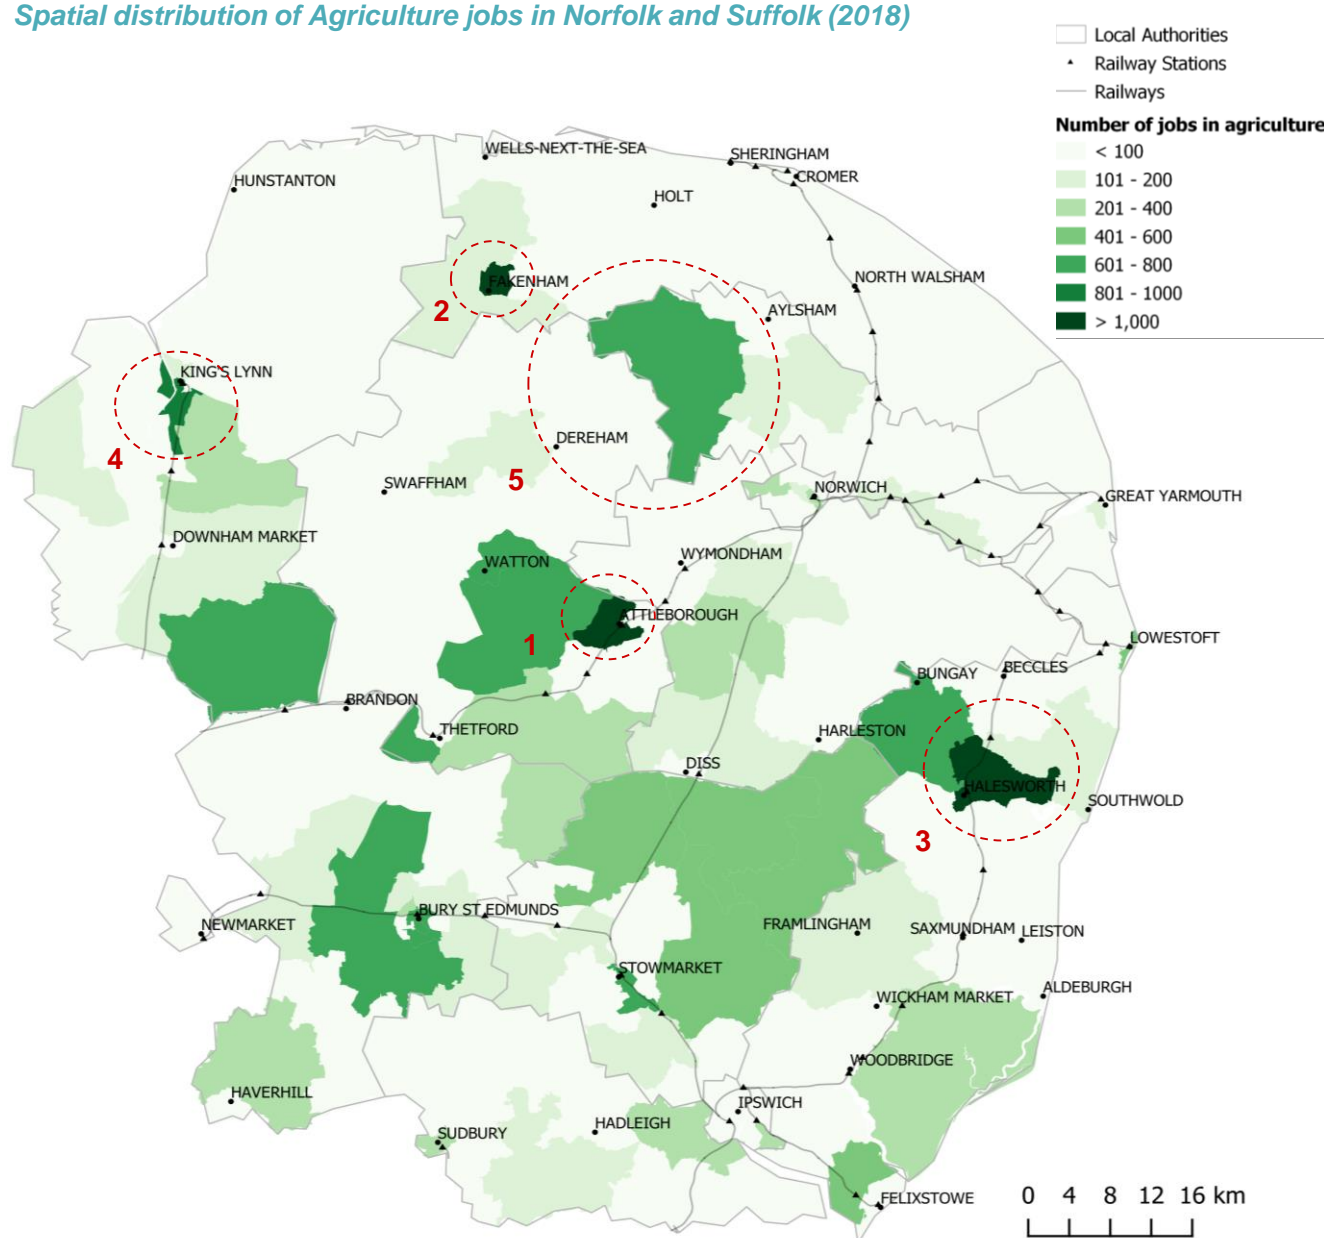 Spatial distribution of Agriculture jobs in Norfolk and Suffolk (2018)
Local Authorities
Railway Stations
Railways
Number of jobs in agriculture
< 100
101 - 200
201 - 400
401 - 600
601 - 800
801 - 1000
> 1,000
WELLS-NEXT-THE-SEA
SHERINGHAM
CROMER
HUNSTANTON
HOLT
FAKENHAM
NORTH WALSHAM
2
AYLSHAM
KING'S LYNN
4
DEREHAM
5
SWAFFHAM
NORWICH
GREAT YARMOUTH
DOWNHAM MARKET
WYMONDHAM
WATTON
ATTLEBOROUGH
1
LOWESTOFT
BECCLES
BUNGAY
BRANDON
THETFORD
HARLESTON
DISS
HALESWORTH
SOUTHWOLD
3
BURY ST EDMUNDS
NEWMARKET
FRAMLINGHAM
SAXMUNDHAM
LEISTON
STOWMARKET
ALDEBURGH
WICKHAM MARKET
WOODBRIDGE
HAVERHILL
IPSWICH
HADLEIGH
SUDBURY
FELIXSTOWE
0 4 8 12 16 km